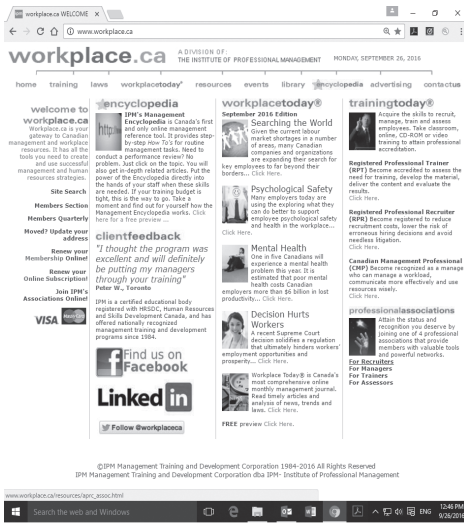 workplace.ca WELCOME
www.workplace.ca
workplace.ca
A DIVISION OF:
THE INSTITUTE OF PROFESSIONAL MANAGEMENT
MONDAY, SEPTEMBER 26, 2016
home training laws workplacetoday® resources events library encyclopedia advertising contactus
welcome to
workplace.ca
Workplace.ca is your
gateway to Canadian
management and workplace
resources. It has all the
tools you need to create
and use successful
management and human
resources strategies.
Site Search
Members Section
Members Quarterly
Moved? Update your
address
Renew your
Membership Online!
Renew your
Online Subscription!
Join IPM's
Associations Online!
VISA
encyclopedia
IPM's Management
Encyclopedia is Canada's first
and only online management
reference tool. It provides step-
by-step How To's for routine
management tasks. Need to
conduct a performance review? No
problem. Just click on the topic. You will
also get in-depth related articles. Put the
power of the Encyclopedia directly into
the hands of your staff when these skills
are needed. If your training budget is
tight, this is the way to go. Take a
moment and find out yourself how the
Management Encyclopedia works. Click
here for a free preview ...
clientfeedback
"I thought the program was
excellent and will definitely
be putting my managers
through your training"
Peter W., Toronto
IPM is a certified educational body
registered with HRSDC, Human Resources
and Skills Development Canada, and has
offered nationally recognized
management training and development
programs since 1984.
Find us on
Facebook
Linked in
Follow @workplaceca
workplacetoday®
September 2016 Edition
Searching the World
Given the current labour
market shortages in a number
of areas, many Canadian
companies and organizations
are expanding their search for
key employees to far beyond their
borders... Click Here.
Psychological Safety
Many employers today are
using the exploring what they
can do to better support
employee psychological safety
and health in the workplace...
Click Here.
Mental Health
One in five Canadians will
experience a mental health
problem this year. It is
estimated that poor mental
health costs Canadian
employers more than $6 billion in lost
productivity... Click Here.
Decision Hurts
Workers
A recent Supreme Court
decision solidifies a regulation
that ultimately hinders workers'
employment opportunities and
prosperity... Click Here.
Workplace Today® is Canada's
most comprehensive online
monthly management journal.
Read timely articles and
analysis of news, trends and
laws. Click Here.
FREE preview Click Here.
trainingtoday®
Acquire the skills to recruit,
manage, train and assess
employees. Take classroom,
online, CD-ROM or video
training to attain professional
accreditation.
Registered Professional Trainer
(RPT) Become accredited to assess the
need for training, develop the material,
deliver the content and evaluate the
results.
Click Here.
Registered Professional Recruiter
(RPR) Become registered to reduce
recruitment costs, lower the risk of
erroneous hiring decisions and avoid
needless litigation.
Click Here.
Canadian Management Professional
(CMP) Become recognized as a manager
who can manage a workload,
communicate more effectively and use
resources wisely.
Click Here.
professionalassociations
Attain the status and
recognition you deserve by
joining one of 4 professional
associations that provide
members with valuable tools
and powerful networks.
For Recruiters
For Managers
For Trainers
For Assessors
©IPM Management Training and Development Corporation 1984-2016 All Rights Reserved
IPM Management Training and Development Corporation dba IPM- Institute of Professional Management
www.workplace.ca/resources/aprc_assoc.html
Search the web and Windows
ENG
12:46 PM
9/26/2016